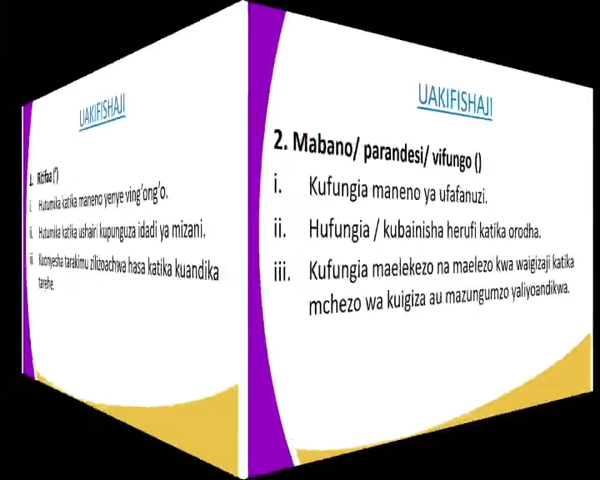 UAKIFISHAJI
1. Ritifaa (')
i. Hutumika katika maneno yenye ving'ong'o.
ii. Hutumika katika ushairi kupunguza idadi ya mizani.
iii. Kuonyesha tarakimu zilizoachwa hasa katika kuandika
tarehe.
UAKIFISHAJI
2. Mabano/ parandesi/ vifungo ()
i. Kufungia maneno ya ufafanuzi.
ii. Hufungia / kubainisha herufi katika orodha.
iii. Kufungia maelekezo na maelezo kwa waigizaji katika
mchezo wa kuigiza au mazungumzo yaliyoandikwa.